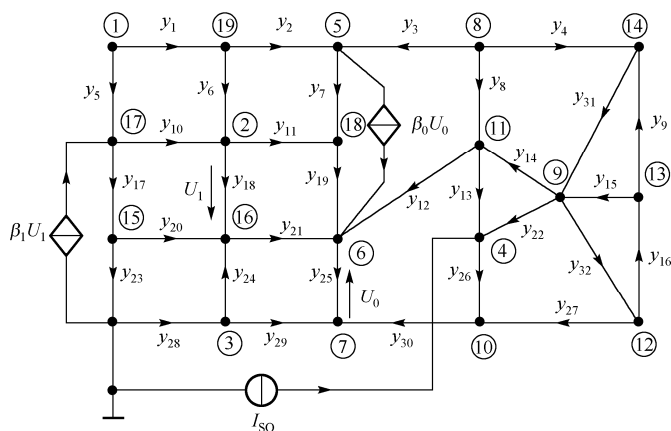 1 19 5 8 14
y1 y2 y3 y4
y5 y6 y7 y8 y31 y9
17 y10 2 y11 18 β0U0 11 y14 9 13
y17 U1 y18 y19 y12 y13 y15
β1U1 15 y20 16 y21 6 4 y22 y16
y23 y24 y25 U0 y26 y32
y28 3 y29 7 y30 10 y27 12
ISO